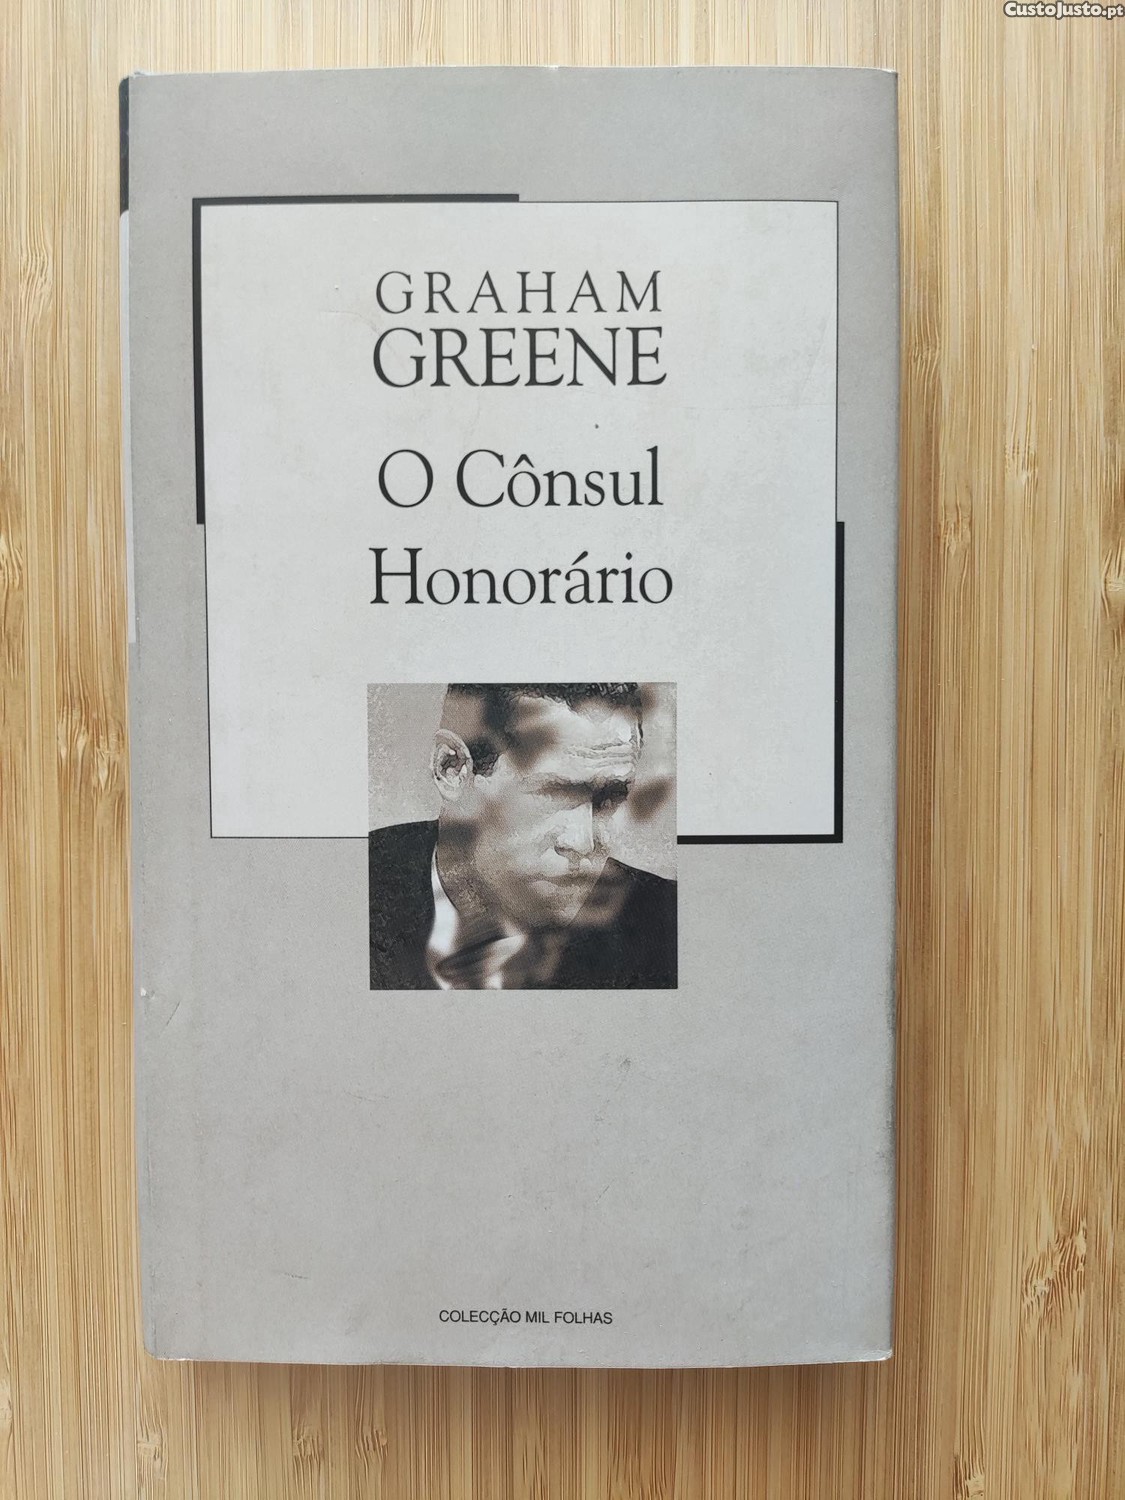 CustoJusto.pt
GRAHAM
GREENE
O Cônsul
Honorário
COLECÇÃO MIL FOLHAS